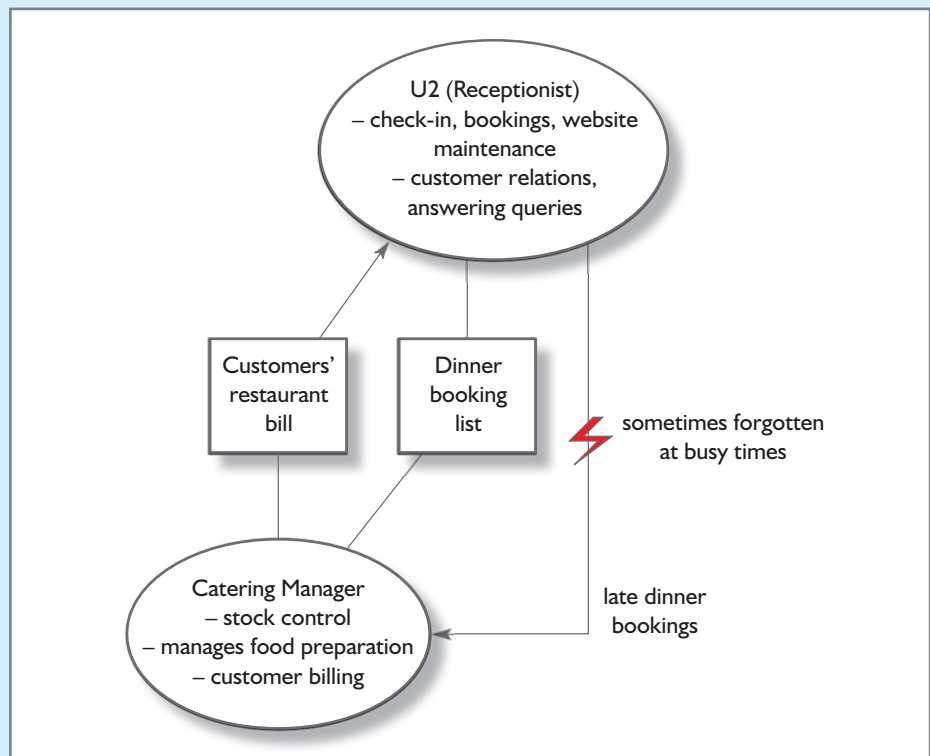 U2 (Receptionist)
– check-in, bookings, website
maintenance
– customer relations,
answering queries
Customers’
restaurant
bill
Dinner
booking
list
sometimes forgotten
at busy times
Catering Manager
– stock control
– manages food preparation
– customer billing
late dinner
bookings